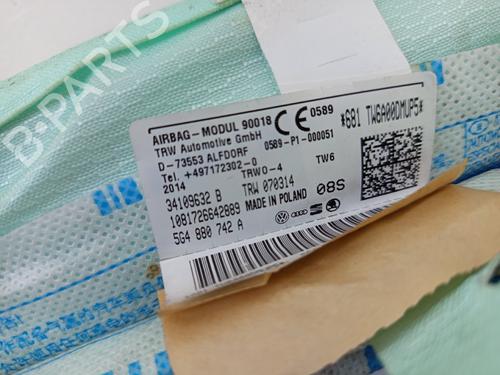 AIRBAG-MODUL 90018 CE 0589
TRW Automotive GmbH 0589-P1-000051
D-73553 ALFDORF
Tel. +497172302-0 TW6
2014 TRWO-4
34109632 B TRW 070314 08S
1081726642889 MADE IN POLAND
5G4 880 742 A
*681 TW6A00DMUP5*
B-PARTS